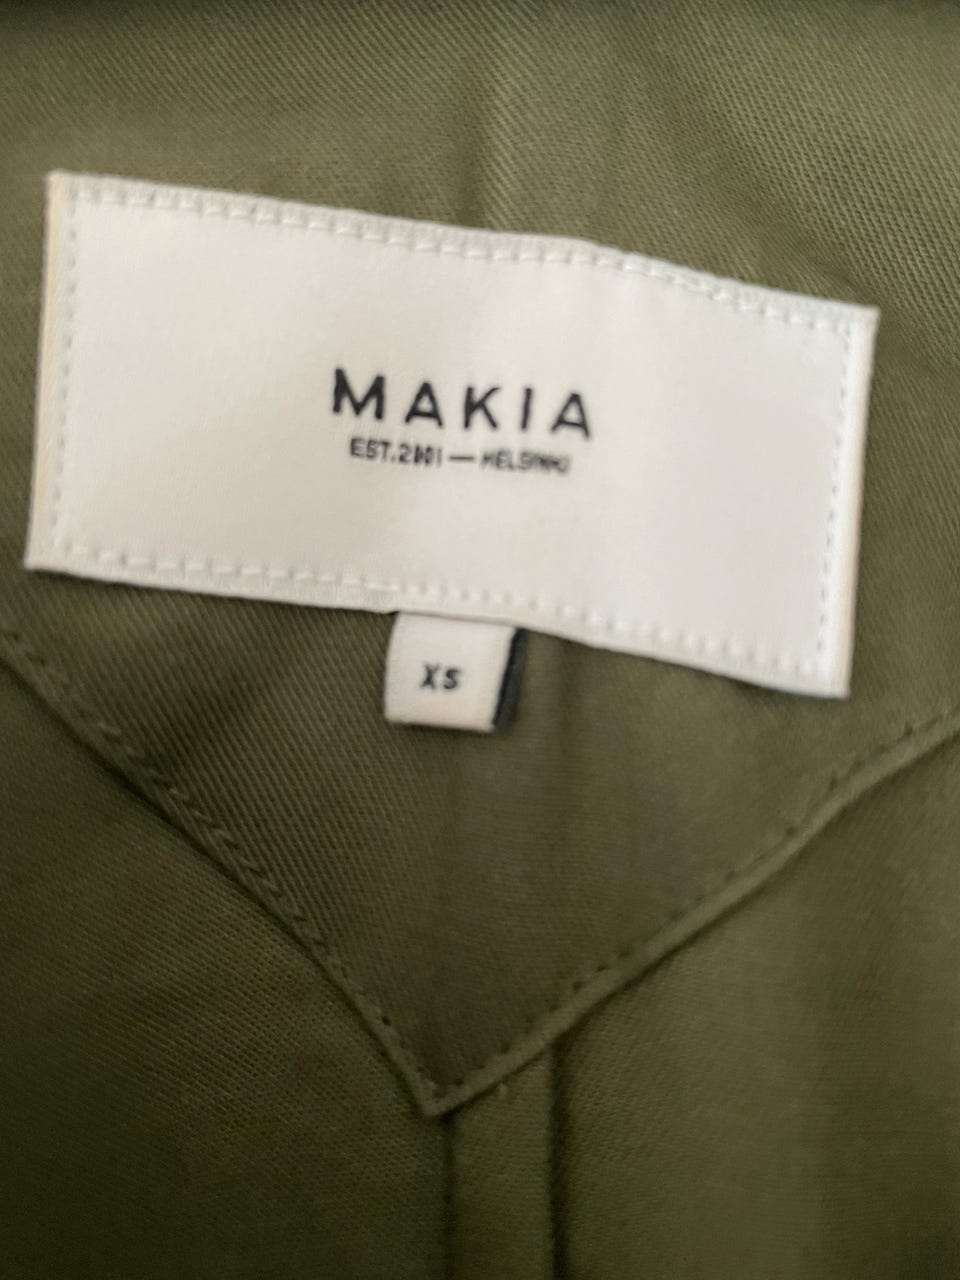 MAKIA
EST.2001 — HELSINKI
XS